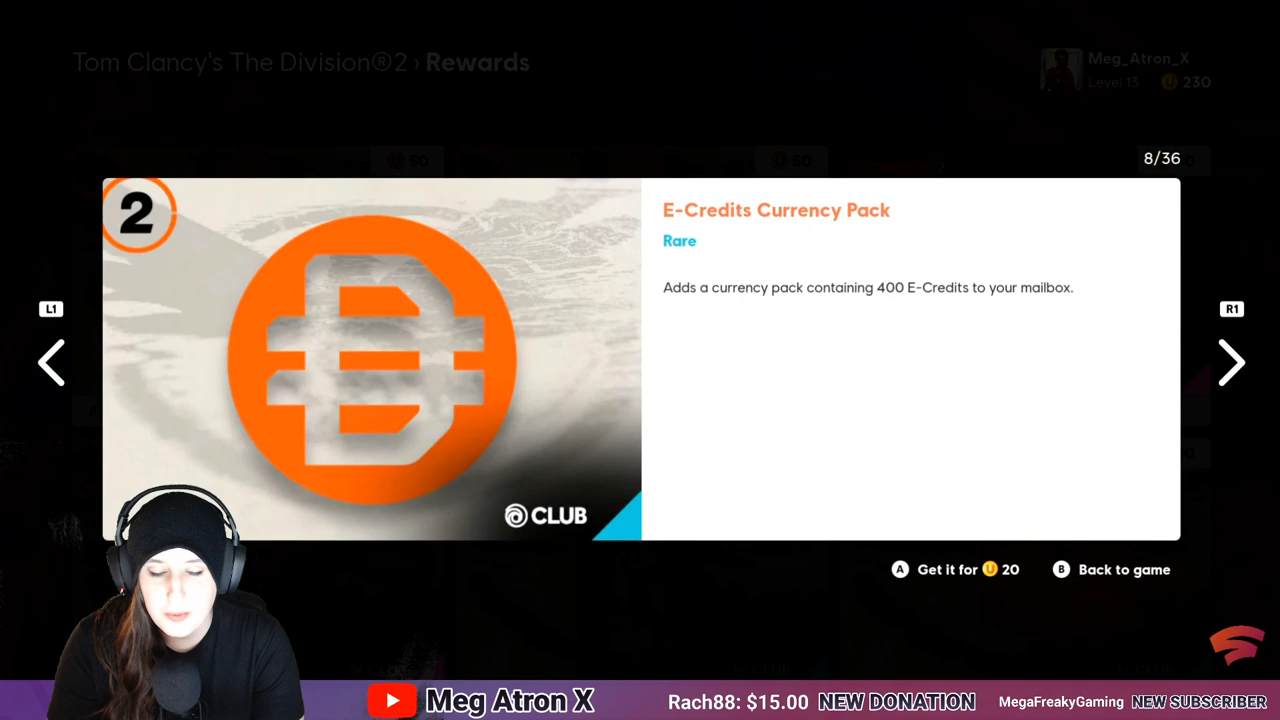 Tom Clancy's The Division®2 › Rewards
Meg_Atron_X
Level 13 230
50
50
8/36
2
E-Credits Currency Pack
Rare
Adds a currency pack containing 400 E-Credits to your mailbox.
L1
R1
CLUB
A Get it for U 20 B Back to game
Meg Atron X Rach88: $15.00 NEW DONATION MegaFreakyGaming NEW SUBSCRIBER